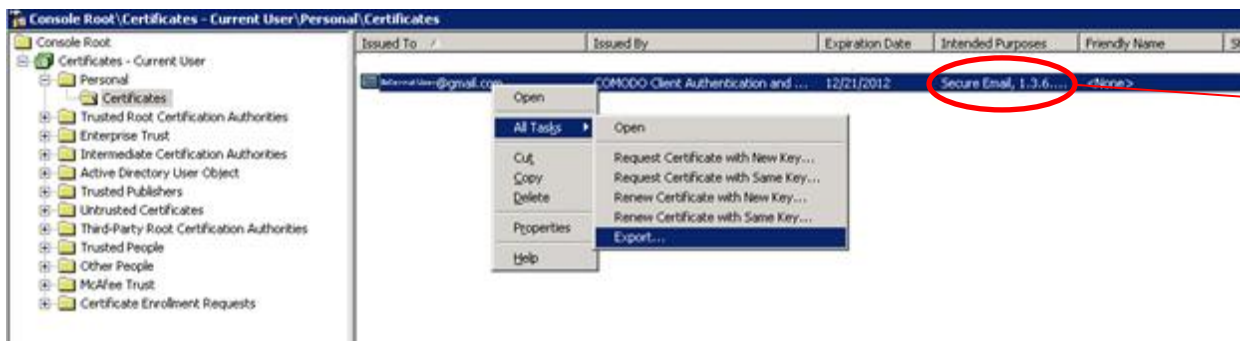 Console Root\Certificates - Current User\Personal\Certificates
Console Root
Certificates - Current User
Personal
Certificates
Trusted Root Certification Authorities
Enterprise Trust
Intermediate Certification Authorities
Active Directory User Object
Trusted Publishers
Untrusted Certificates
Third-Party Root Certification Authorities
Trusted People
Other People
McAfee Trust
Certificate Enrollment Requests
Issued To Issued By Expiration Date Intended Purposes Friendly Name
@gmail.com COMODO Client Authentication and ... 12/21/2012 Secure Email, 1.3.6.... <None>
Open
All Tasks
Cut
Copy
Delete
Properties
Help
Open
Request Certificate with New Key...
Request Certificate with Same Key...
Renew Certificate with New Key...
Renew Certificate with Same Key...
Export...